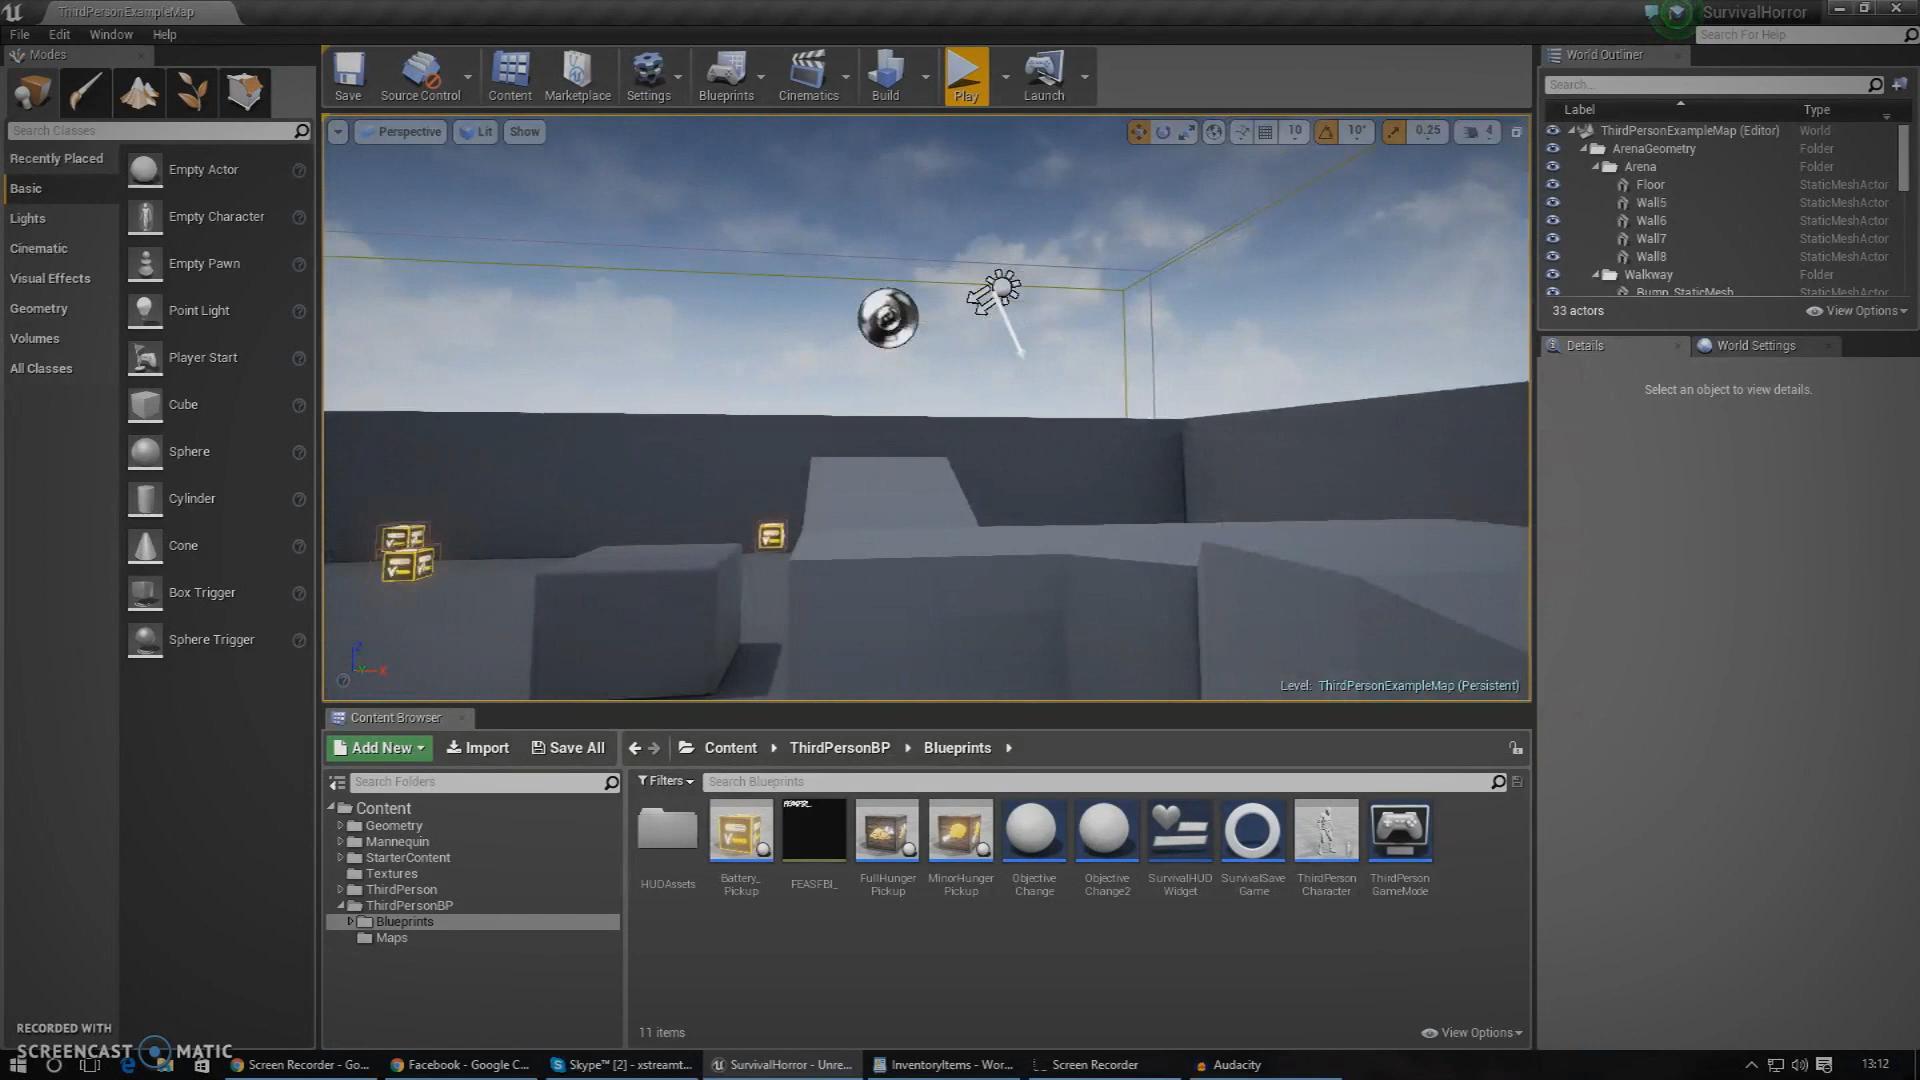 ThirdPersonExampleMap
SurvivalHorror
File Edit Window Help
Search For Help
Modes
Save Source Control Content Marketplace Settings Blueprints Cinematics Build Play Launch
World Outliner
Search...
Label Type
Search Classes
Perspective Lit Show
10 10° 0.25 4
ThirdPersonExampleMap (Editor) World
ArenaGeometry Folder
Arena Folder
Floor StaticMeshActor
Wall5 StaticMeshActor
Wall6 StaticMeshActor
Wall7 StaticMeshActor
Wall8 StaticMeshActor
Walkway Folder
Bump_StaticMesh StaticMeshActor
33 actors View Options
Recently Placed
Basic
Lights
Cinematic
Visual Effects
Geometry
Volumes
All Classes
Empty Actor
Empty Character
Empty Pawn
Point Light
Player Start
Cube
Sphere
Cylinder
Cone
Box Trigger
Sphere Trigger
Details World Settings
Select an object to view details.
Level: ThirdPersonExampleMap (Persistent)
Content Browser
Add New Import Save All Content ThirdPersonBP Blueprints
Search Folders Filters Search Blueprints
Content
Geometry
Mannequin
StarterContent
Textures
ThirdPerson
ThirdPersonBP
Blueprints
Maps
HUDAssets
Battery_
Pickup
FEASFBI_
FullHunger
Pickup
MinorHunger
Pickup
Objective
Change
Objective
Change2
SurvivalHUD
Widget
SurvivalSave
Game
ThirdPerson
Character
ThirdPerson
GameMode
11 items View Options
RECORDED WITH
SCREENCAST MATIC
Screen Recorder - Go... Facebook - Google C... Skype™ [2] - xstreamt... SurvivalHorror - Unre... InventoryItems - Wor... Screen Recorder Audacity 13:12